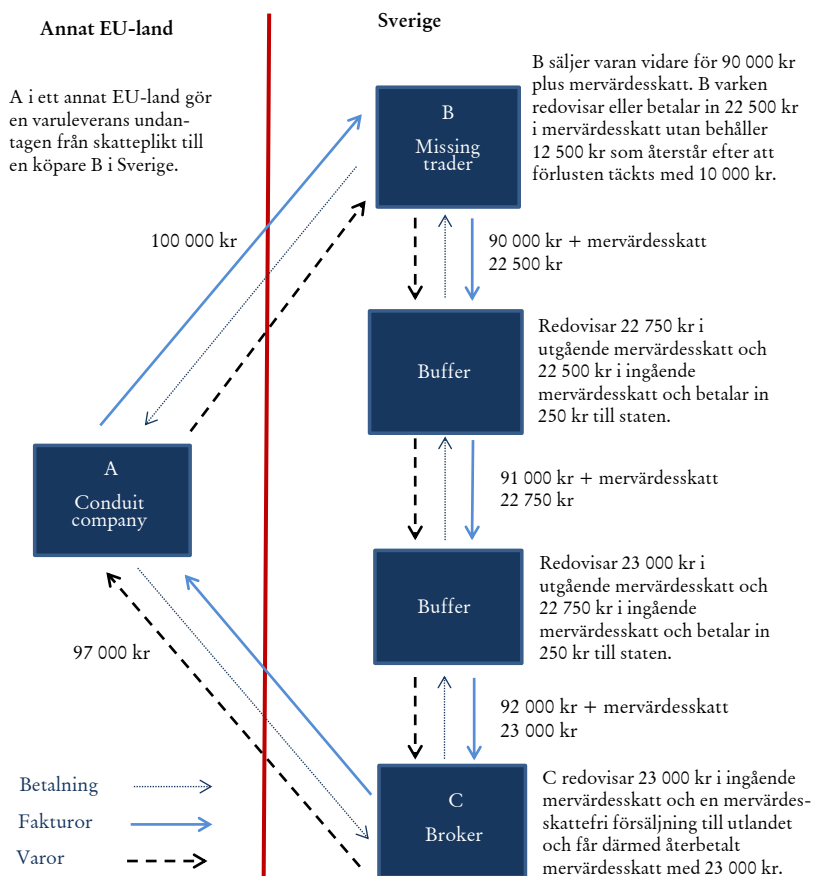 Annat EU-land
Sverige
A i ett annat EU-land gör
en varuleverans undan-
tagen från skatteplikt till
en köpare B i Sverige.
B
Missing
trader
B säljer varan vidare för 90 000 kr
plus mervärdesskatt. B varken
redovisar eller betalar in 22 500 kr
i mervärdesskatt utan behåller
12 500 kr som återstår efter att
förlusten täckts med 10 000 kr.
100 000 kr
90 000 kr + mervärdesskatt
22 500 kr
Buffer
Redovisar 22 750 kr i
utgående mervärdesskatt och
22 500 kr i ingående
mervärdesskatt och betalar in
250 kr till staten.
A
Conduit
company
91 000 kr + mervärdesskatt
22 750 kr
Buffer
Redovisar 23 000 kr i
utgående mervärdesskatt och
22 750 kr i ingående
mervärdesskatt och betalar in
250 kr till staten.
97 000 kr
92 000 kr + mervärdesskatt
23 000 kr
C
Broker
C redovisar 23 000 kr i ingående
mervärdesskatt och en mervärdes-
skattefri försäljning till utlandet
och får därmed återbetalt
mervärdesskatt med 23 000 kr.
Betalning
Fakturor
Varor